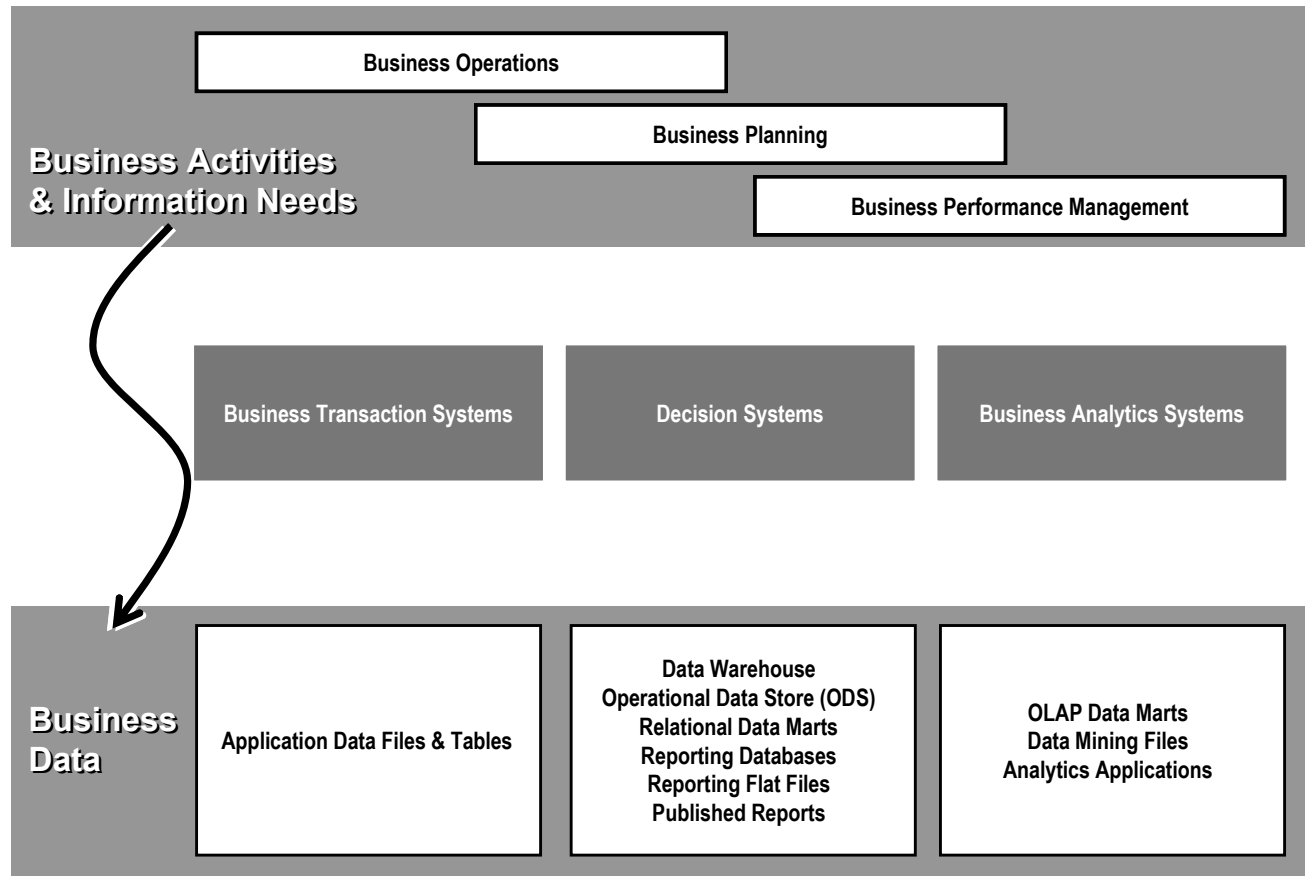 Business Operations
Business Planning
Business Activities
& Information Needs
Business Performance Management
Business Transaction Systems
Decision Systems
Business Analytics Systems
Business
Data
Application Data Files & Tables
Data Warehouse
Operational Data Store (ODS)
Relational Data Marts
Reporting Databases
Reporting Flat Files
Published Reports
OLAP Data Marts
Data Mining Files
Analytics Applications